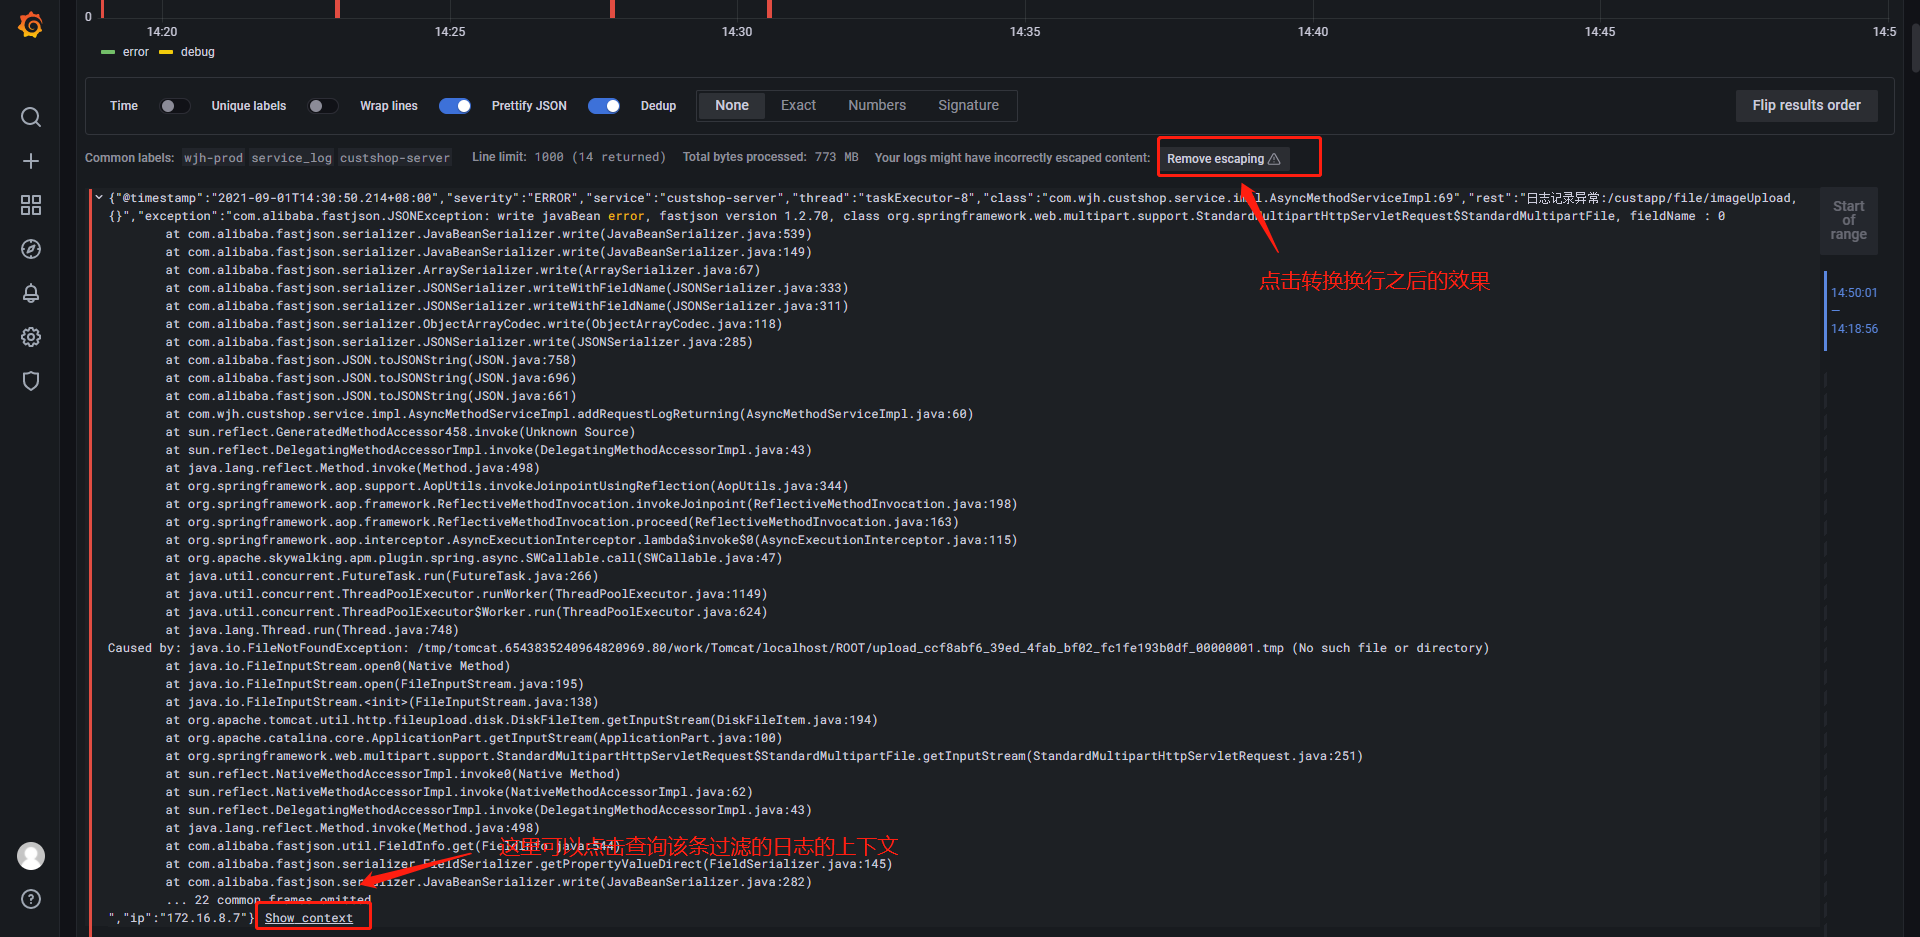 0
14:20 14:25 14:30 14:35 14:40 14:45 14:5
error debug
Time Unique labels Wrap lines Prettify JSON Dedup None Exact Numbers Signature Flip results order
Common labels: wjh-prod service_log custshop-server Line limit: 1000 (14 returned) Total bytes processed: 773 MB Your logs might have incorrectly escaped content: Remove escaping
{"@timestamp":"2021-09-01T14:30:50.214+08:00","severity":"ERROR","service":"custshop-server","thread":"taskExecutor-8","class":"com.wjh.custshop.service.impl.AsyncMethodServiceImpl:69","rest":"日志记录异常:/custapp/file/imageUpload,
{}","exception":"com.alibaba.fastjson.JSONException: write javaBean error, fastjson version 1.2.70, class org.springframework.web.multipart.support.StandardMultipartHttpServletRequest$StandardMultipartFile, fieldName : 0
at com.alibaba.fastjson.serializer.JavaBeanSerializer.write(JavaBeanSerializer.java:539)
at com.alibaba.fastjson.serializer.JavaBeanSerializer.write(JavaBeanSerializer.java:149)
at com.alibaba.fastjson.serializer.ArraySerializer.write(ArraySerializer.java:67)
at com.alibaba.fastjson.serializer.JSONSerializer.writeWithFieldName(JSONSerializer.java:333)
at com.alibaba.fastjson.serializer.JSONSerializer.writeWithFieldName(JSONSerializer.java:311)
at com.alibaba.fastjson.serializer.ObjectArrayCodec.write(ObjectArrayCodec.java:118)
at com.alibaba.fastjson.serializer.JSONSerializer.write(JSONSerializer.java:285)
at com.alibaba.fastjson.JSON.toJSONString(JSON.java:758)
at com.alibaba.fastjson.JSON.toJSONString(JSON.java:696)
at com.alibaba.fastjson.JSON.toJSONString(JSON.java:661)
at com.wjh.custshop.service.impl.AsyncMethodServiceImpl.addRequestLogReturning(AsyncMethodServiceImpl.java:60)
at sun.reflect.GeneratedMethodAccessor458.invoke(Unknown Source)
at sun.reflect.DelegatingMethodAccessorImpl.invoke(DelegatingMethodAccessorImpl.java:43)
at java.lang.reflect.Method.invoke(Method.java:498)
at org.springframework.aop.support.AopUtils.invokeJoinpointUsingReflection(AopUtils.java:344)
at org.springframework.aop.framework.ReflectiveMethodInvocation.invokeJoinpoint(ReflectiveMethodInvocation.java:198)
at org.springframework.aop.framework.ReflectiveMethodInvocation.proceed(ReflectiveMethodInvocation.java:163)
at org.springframework.aop.interceptor.AsyncExecutionInterceptor.lambda$invoke$0(AsyncExecutionInterceptor.java:115)
at org.apache.skywalking.apm.plugin.spring.async.SWCallable.call(SWCallable.java:47)
at java.util.concurrent.FutureTask.run(FutureTask.java:266)
at java.util.concurrent.ThreadPoolExecutor.runWorker(ThreadPoolExecutor.java:1149)
at java.util.concurrent.ThreadPoolExecutor$Worker.run(ThreadPoolExecutor.java:624)
at java.lang.Thread.run(Thread.java:748)
Caused by: java.io.FileNotFoundException: /tmp/tomcat.6543835240964820969.80/work/Tomcat/localhost/ROOT/upload_ccf8abf6_39ed_4fab_bf02_fc1fe193b0df_00000001.tmp (No such file or directory)
at java.io.FileInputStream.open0(Native Method)
at java.io.FileInputStream.open(FileInputStream.java:195)
at java.io.FileInputStream.<init>(FileInputStream.java:138)
at org.apache.tomcat.util.http.fileupload.disk.DiskFileItem.getInputStream(DiskFileItem.java:194)
at org.apache.catalina.core.ApplicationPart.getInputStream(ApplicationPart.java:100)
at org.springframework.web.multipart.support.StandardMultipartHttpServletRequest$StandardMultipartFile.getInputStream(StandardMultipartHttpServletRequest.java:251)
at sun.reflect.NativeMethodAccessorImpl.invoke0(Native Method)
at sun.reflect.NativeMethodAccessorImpl.invoke(NativeMethodAccessorImpl.java:62)
at sun.reflect.DelegatingMethodAccessorImpl.invoke(DelegatingMethodAccessorImpl.java:43)
at java.lang.reflect.Method.invoke(Method.java:498)
at com.alibaba.fastjson.util.FieldInfo.get(FieldInfo.java:544)
at com.alibaba.fastjson.serializer.FieldSerializer.getPropertyValueDirect(FieldSerializer.java:145)
at com.alibaba.fastjson.serializer.JavaBeanSerializer.write(JavaBeanSerializer.java:282)
... 22 common frames omitted
","ip":"172.16.8.7"} Show context
点击转换换行之后的效果
这里可以点击查询该条过滤的日志的上下文
Start
of
range
14:50:01
—
14:18:56